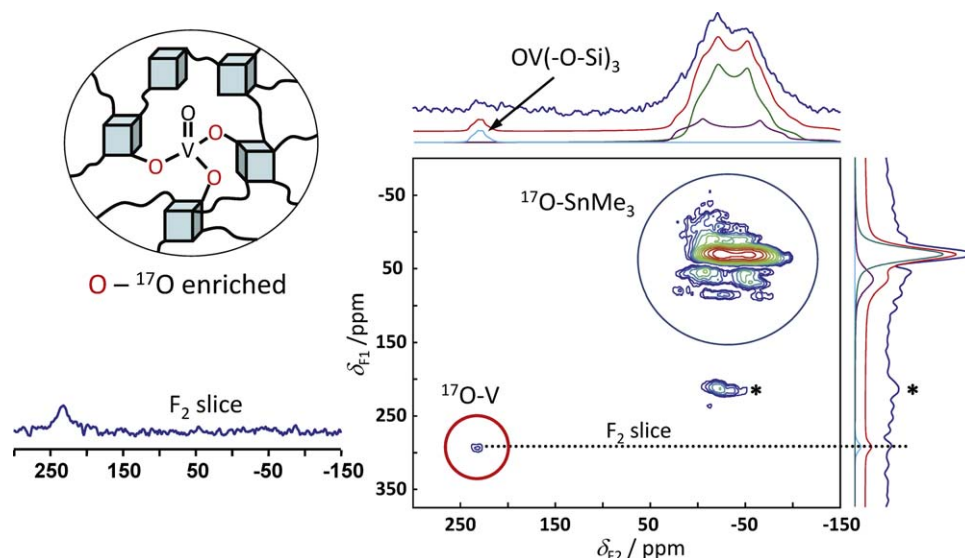 O
V
O
O
O
O – ¹⁷O enriched
F₂ slice
250 150 50 -50 -150
OV(-O-Si)₃
¹⁷O-SnMe₃
¹⁷O-V
F₂ slice
*
*
-50
50
150
250
350
δF1 /ppm
250 150 50 -50 -150
δF2 / ppm